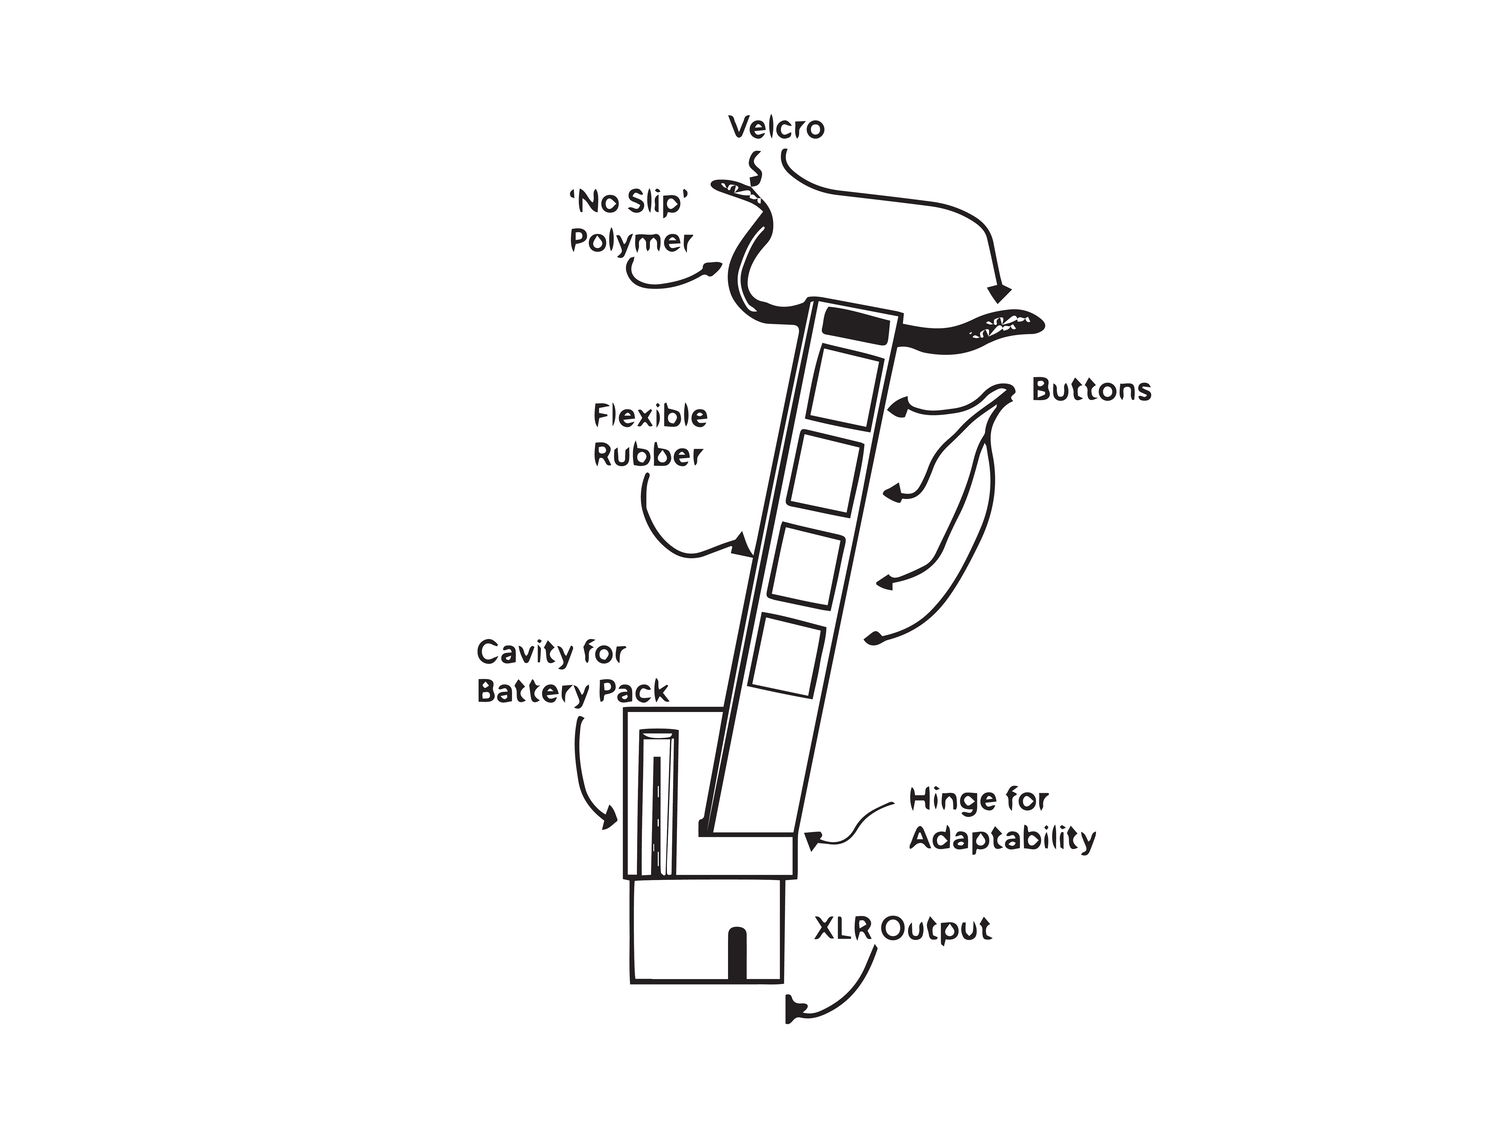 Velcro
‘No Slip’
Polymer
Buttons
Flexible
Rubber
Cavity for
Battery Pack
Hinge for
Adaptability
XLR Output